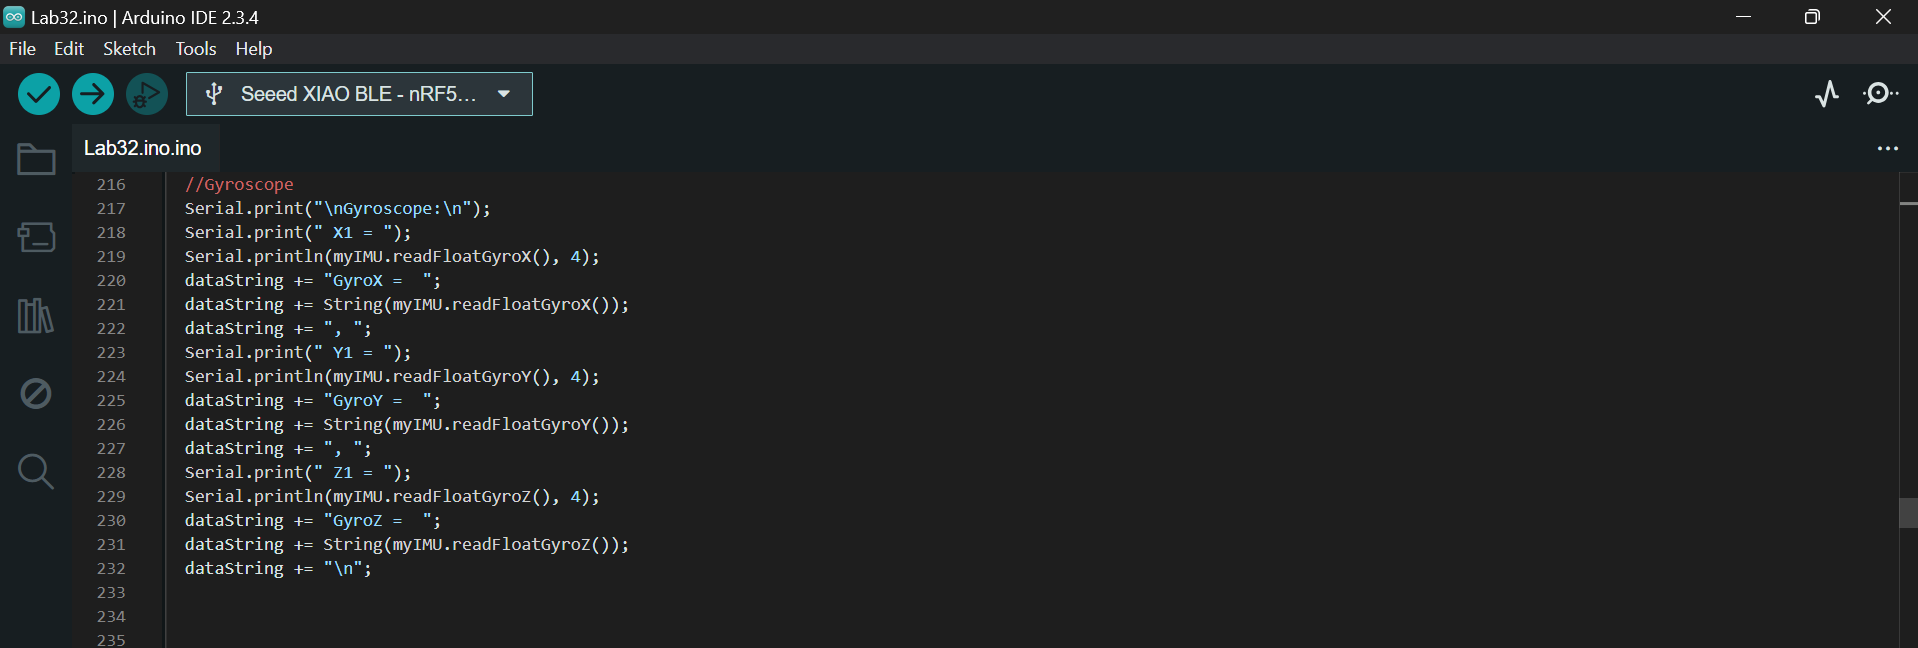 Lab32.ino | Arduino IDE 2.3.4
File Edit Sketch Tools Help
Seeed XIAO BLE - nRF5...
Lab32.ino.ino
216 //Gyroscope
217 Serial.print("\nGyroscope:\n");
218 Serial.print(" X1 = ");
219 Serial.println(myIMU.readFloatGyroX(), 4);
220 dataString += "GyroX =  ";
221 dataString += String(myIMU.readFloatGyroX());
222 dataString += ", ";
223 Serial.print(" Y1 = ");
224 Serial.println(myIMU.readFloatGyroY(), 4);
225 dataString += "GyroY =  ";
226 dataString += String(myIMU.readFloatGyroY());
227 dataString += ", ";
228 Serial.print(" Z1 = ");
229 Serial.println(myIMU.readFloatGyroZ(), 4);
230 dataString += "GyroZ =  ";
231 dataString += String(myIMU.readFloatGyroZ());
232 dataString += "\n";
233
234
235